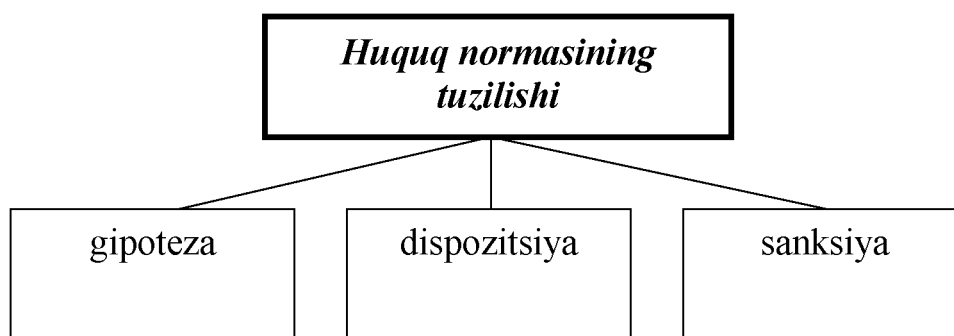 Huquq normasining
tuzilishi
gipoteza
dispozitsiya
sanksiya